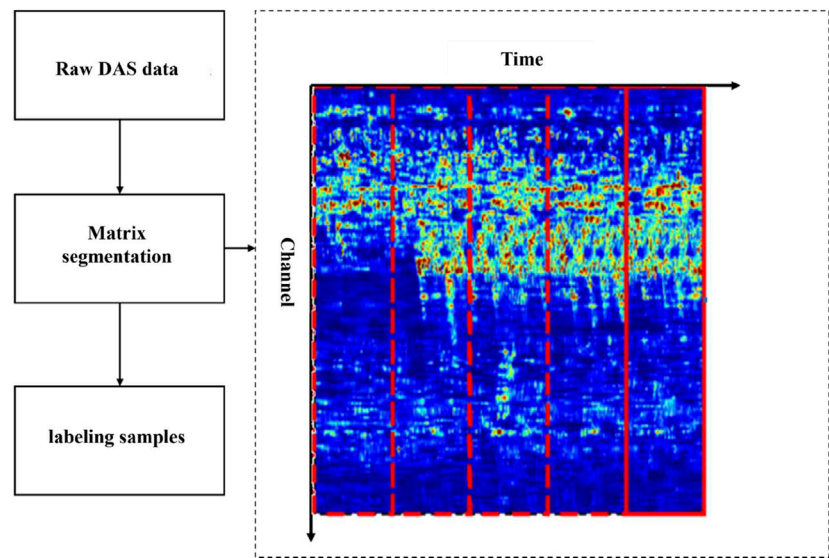 Raw DAS data
Matrix
segmentation
labeling samples
Time
Channel